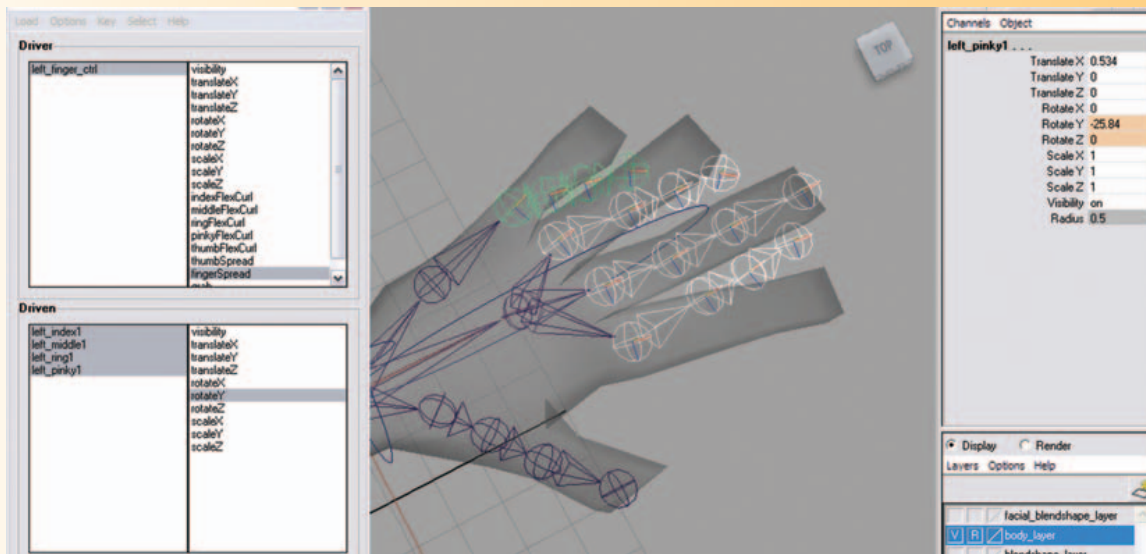 Load Options Key Select Help
Driver
left_finger_ctrl
visibility
translateX
translateY
translateZ
rotateX
rotateY
rotateZ
scaleX
scaleY
scaleZ
indexFlexCurl
middleFlexCurl
ringFlexCurl
pinkyFlexCurl
thumbFlexCurl
thumbSpread
fingerSpread
Driven
left_index1
left_middle1
left_ring1
left_pinky1
visibility
translateX
translateY
translateZ
rotateX
rotateY
rotateZ
scaleX
scaleY
scaleZ
TOP
Channels Object
left_pinky1 . . .
Translate X 0.534
Translate Y 0
Translate Z 0
Rotate X 0
Rotate Y -25.84
Rotate Z 0
Scale X 1
Scale Y 1
Scale Z 1
Visibility on
Radius 0.5
Display Render
Layers Options Help
facial_blendshape_layer
V R body_layer
blendshape_layer